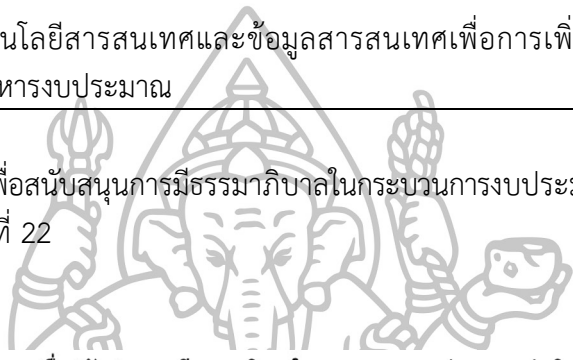 นโลยีสารสนเทศและข้อมูลสารสนเทศเพื่อการเพิ่
หารงบประมาณ
พื่อสนับสนุนการมีธรรมาภิบาลในกระบวนการงบประม
ที่ 22